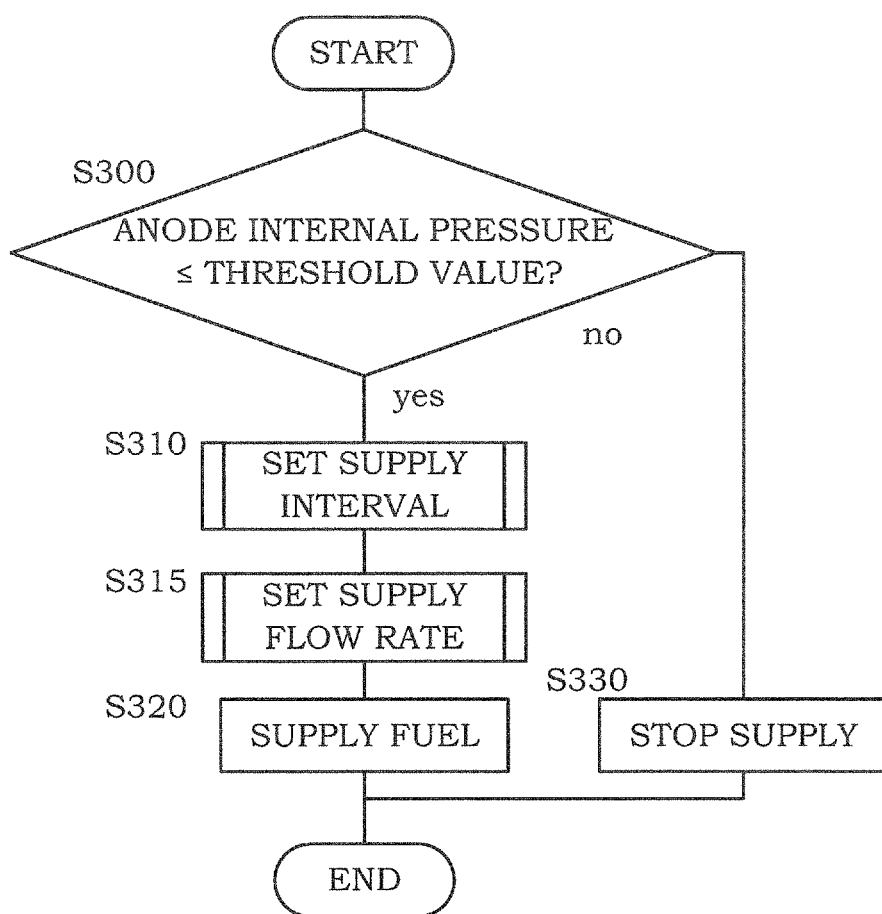 START
S300
ANODE INTERNAL PRESSURE
≤ THRESHOLD VALUE?
no
yes
S310
SET SUPPLY
INTERVAL
S315
SET SUPPLY
FLOW RATE
S320
SUPPLY FUEL
S330
STOP SUPPLY
END